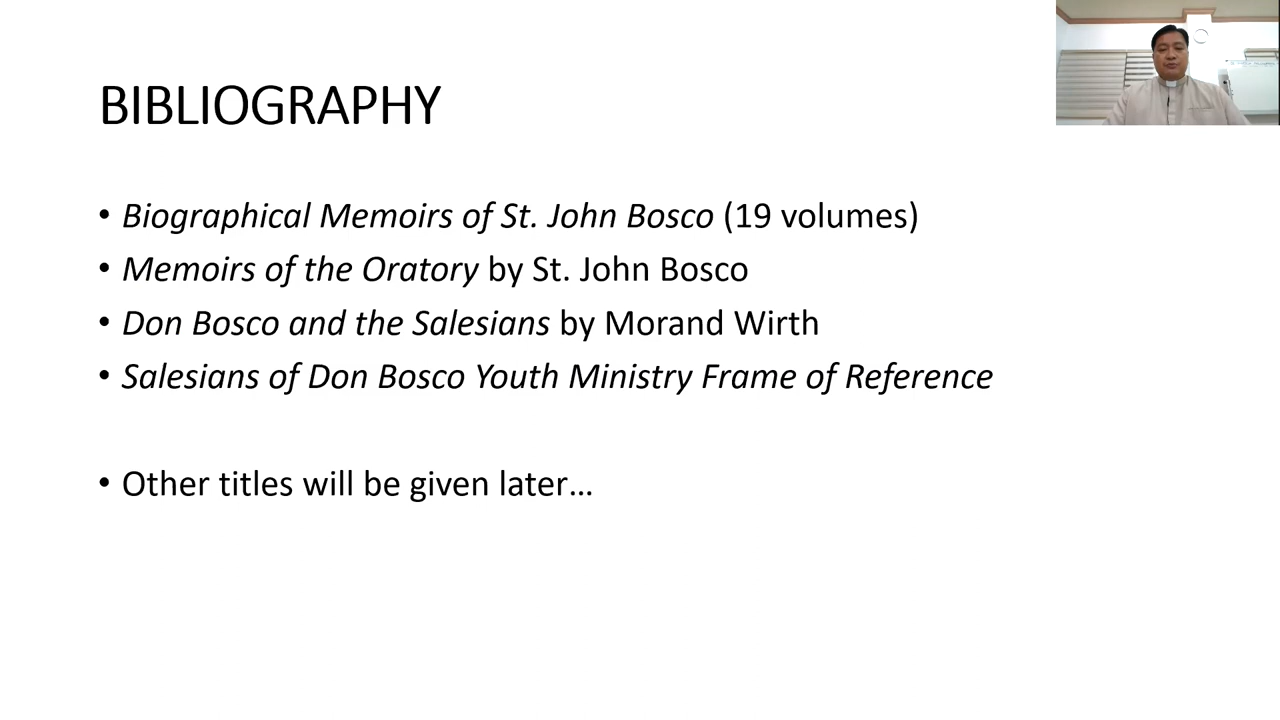 BIBLIOGRAPHY
• Biographical Memoirs of St. John Bosco (19 volumes)
• Memoirs of the Oratory by St. John Bosco
• Don Bosco and the Salesians by Morand Wirth
• Salesians of Don Bosco Youth Ministry Frame of Reference
• Other titles will be given later…